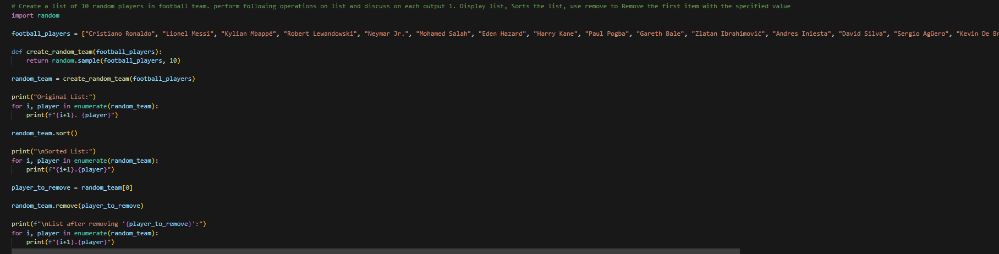 # Create a list of 10 random players in football team. perform following operations on list and discuss on each output 1. Display list, Sorts the list, use remove to Remove the first item with the specified value
import random
football_players = ["Cristiano Ronaldo", "Lionel Messi", "Kylian Mbappé", "Robert Lewandowski", "Neymar Jr.", "Mohamed Salah", "Eden Hazard", "Harry Kane", "Paul Pogba", "Gareth Bale", "Zlatan Ibrahimović", "Andres Iniesta", "David Silva", "Sergio Agüero", "Kevin De Br
def create_random_team(football_players):
    return random.sample(football_players, 10)
random_team = create_random_team(football_players)
print("Original List:")
for i, player in enumerate(random_team):
    print(f"{i+1}. {player}")
random_team.sort()
print("\nSorted List:")
for i, player in enumerate(random_team):
    print(f"{i+1}.{player}")
player_to_remove = random_team[0]
random_team.remove(player_to_remove)
print(f"\nList after removing '{player_to_remove}':")
for i, player in enumerate(random_team):
    print(f"{i+1}.{player}")